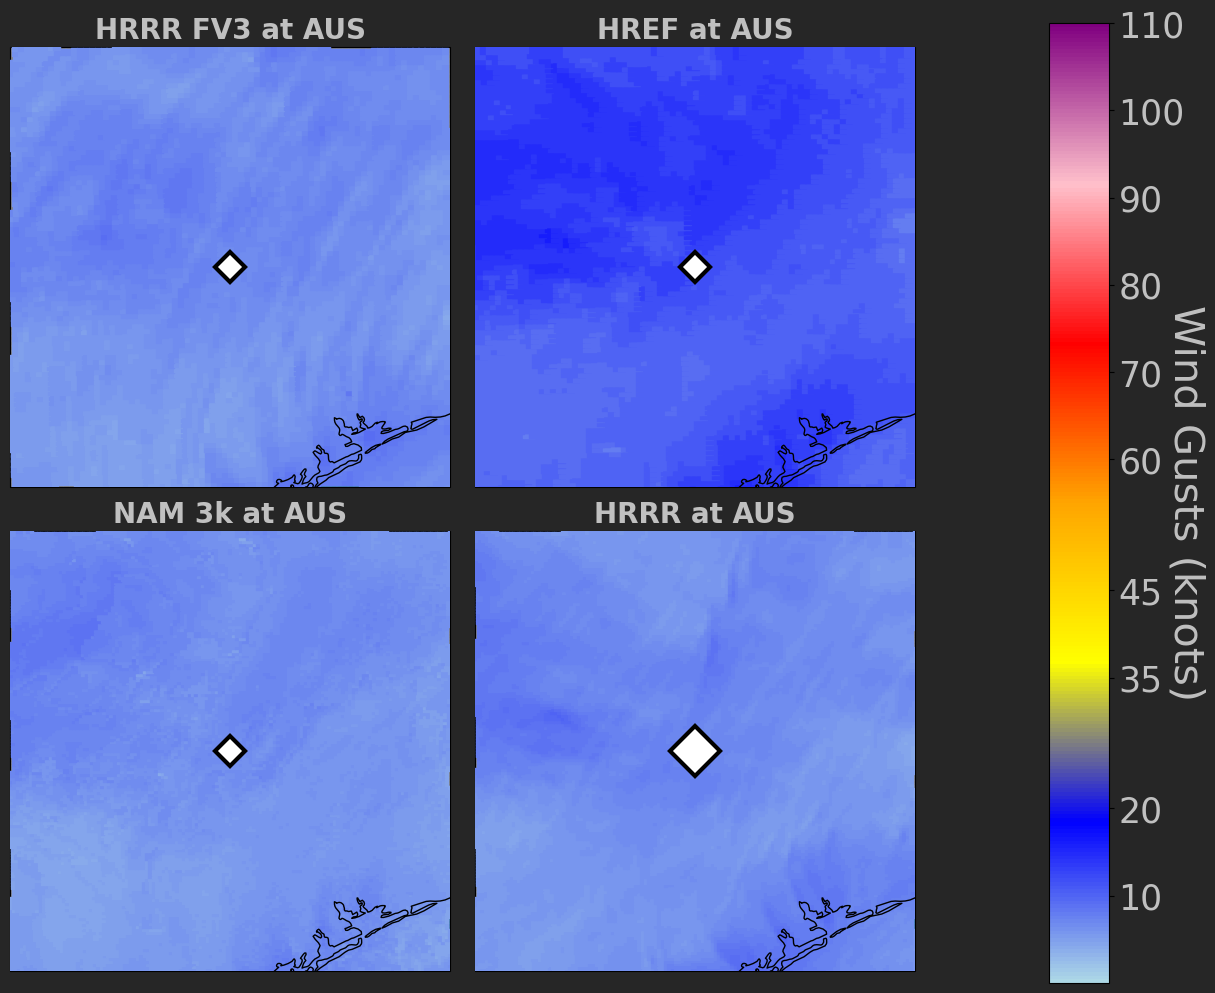 HRRR FV3 at AUS
HREF at AUS
NAM 3k at AUS
HRRR at AUS
110
100
90
80
70
60
45
35
20
10
Wind Gusts (knots)